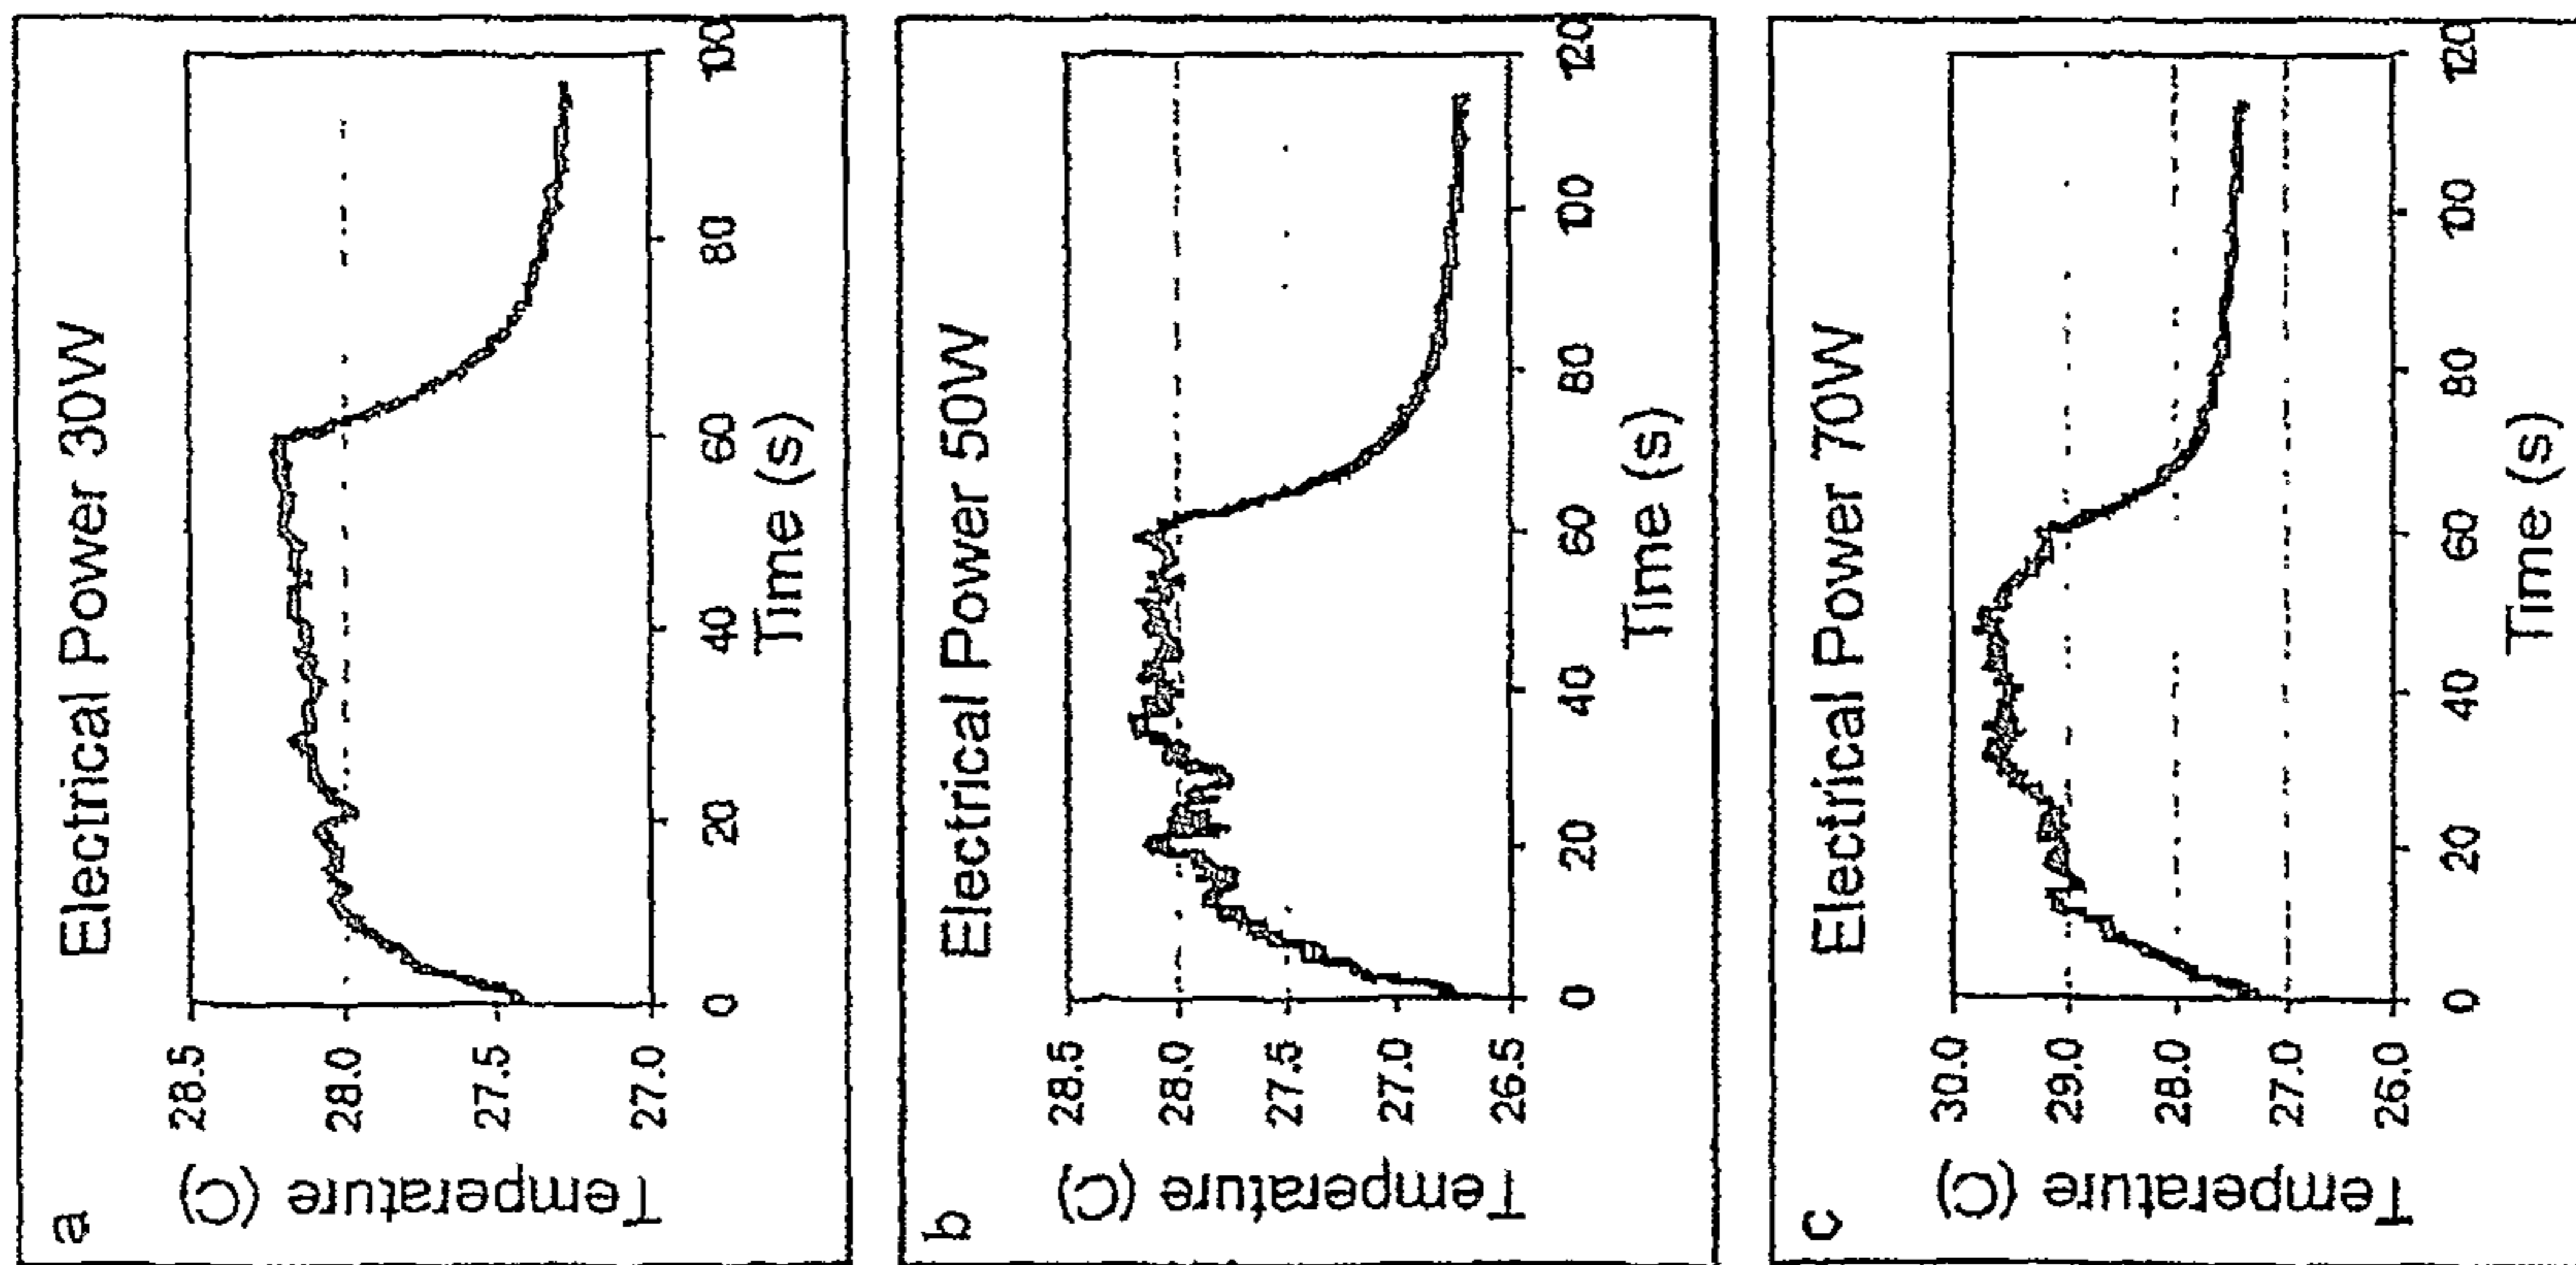 a
Electrical Power 30W
Temperature (C)
28.5
28.0
27.5
27.0
0 20 40 60 80 100
Time (s)
b
Electrical Power 50W
Temperature (C)
28.5
28.0
27.5
27.0
26.5
0 20 40 60 80 100 120
Time (s)
c
Electrical Power 70W
Temperature (C)
30.0
29.0
28.0
27.0
26.0
0 20 40 60 80 100 120
Time (s)